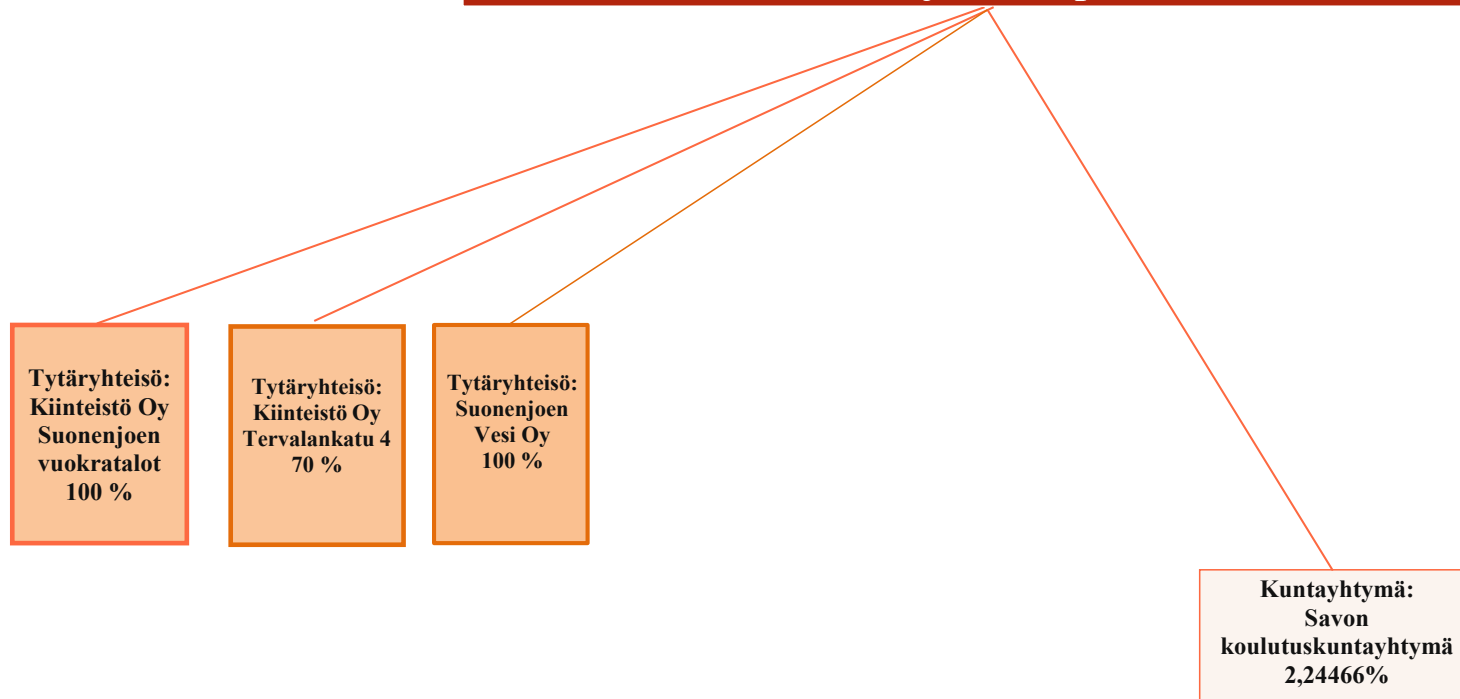 Tytäryhteisö:
Kiinteistö Oy
Suonenjoen
vuokratalot
100 %
Tytäryhteisö:
Kiinteistö Oy
Tervalankatu 4
70 %
Tytäryhteisö:
Suonenjoen
Vesi Oy
100 %
Kuntayhtymä:
Savon
koulutuskuntayhtymä
2,24466%